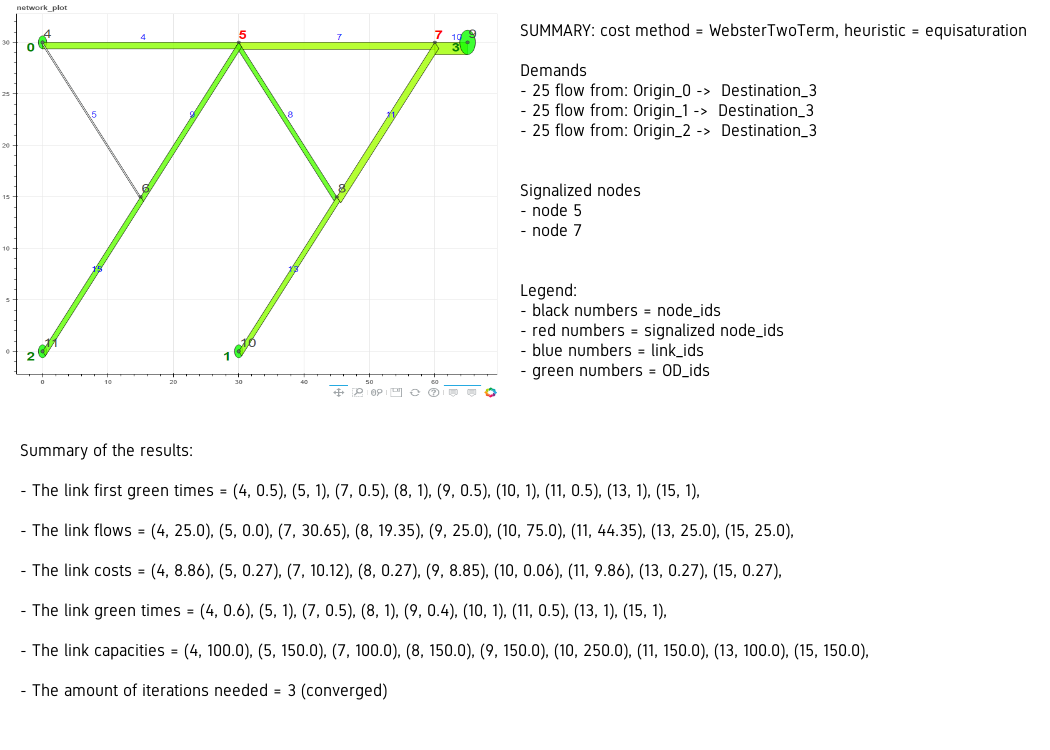 network_plot
SUMMARY: cost method = WebsterTwoTerm, heuristic = equisaturation
Demands
- 25 flow from: Origin_0 -> Destination_3
- 25 flow from: Origin_1 -> Destination_3
- 25 flow from: Origin_2 -> Destination_3
Signalized nodes
- node 5
- node 7
Legend:
- black numbers = node_ids
- red numbers = signalized node_ids
- blue numbers = link_ids
- green numbers = OD_ids
4 5 7 9
4 7 10
0 3
5 9 8 11
6 8
15 13
11 10
2 1
30
25
20
15
10
5
0
0 10 20 30 40 50 60
Summary of the results:
- The link first green times = (4, 0.5), (5, 1), (7, 0.5), (8, 1), (9, 0.5), (10, 1), (11, 0.5), (13, 1), (15, 1),
- The link flows = (4, 25.0), (5, 0.0), (7, 30.65), (8, 19.35), (9, 25.0), (10, 75.0), (11, 44.35), (13, 25.0), (15, 25.0),
- The link costs = (4, 8.86), (5, 0.27), (7, 10.12), (8, 0.27), (9, 8.85), (10, 0.06), (11, 9.86), (13, 0.27), (15, 0.27),
- The link green times = (4, 0.6), (5, 1), (7, 0.5), (8, 1), (9, 0.4), (10, 1), (11, 0.5), (13, 1), (15, 1),
- The link capacities = (4, 100.0), (5, 150.0), (7, 100.0), (8, 150.0), (9, 150.0), (10, 250.0), (11, 150.0), (13, 100.0), (15, 150.0),
- The amount of iterations needed = 3 (converged)